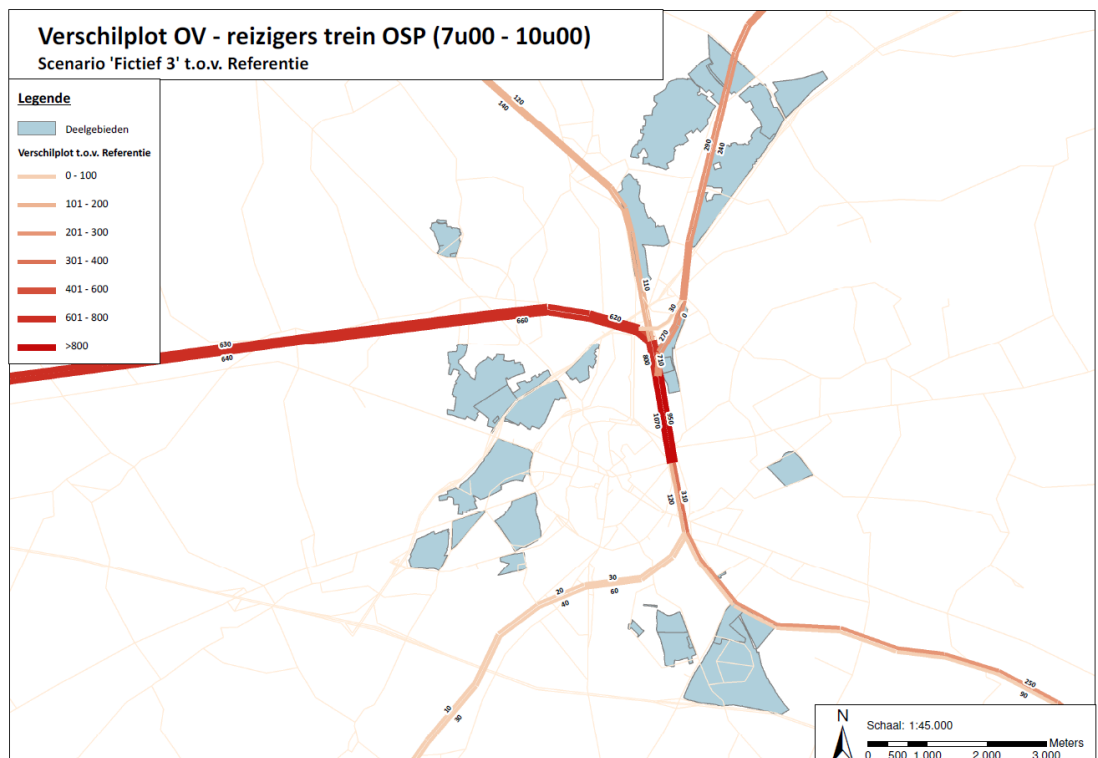 Verschilplot OV - reizigers trein OSP (7u00 - 10u00)
Scenario 'Fictief 3' t.o.v. Referentie
Legende
Deelgebieden
Verschilplot t.o.v. Referentie
0 - 100
101 - 200
201 - 300
301 - 400
401 - 600
601 - 800
>800
120
140
280
240
110
30
0
270
620
660
630
640
800
710
950
1070
310
120
30
60
20
40
10
30
250
90
N
Schaal: 1:45.000
Meters
0 500 1.000 2.000 3.000